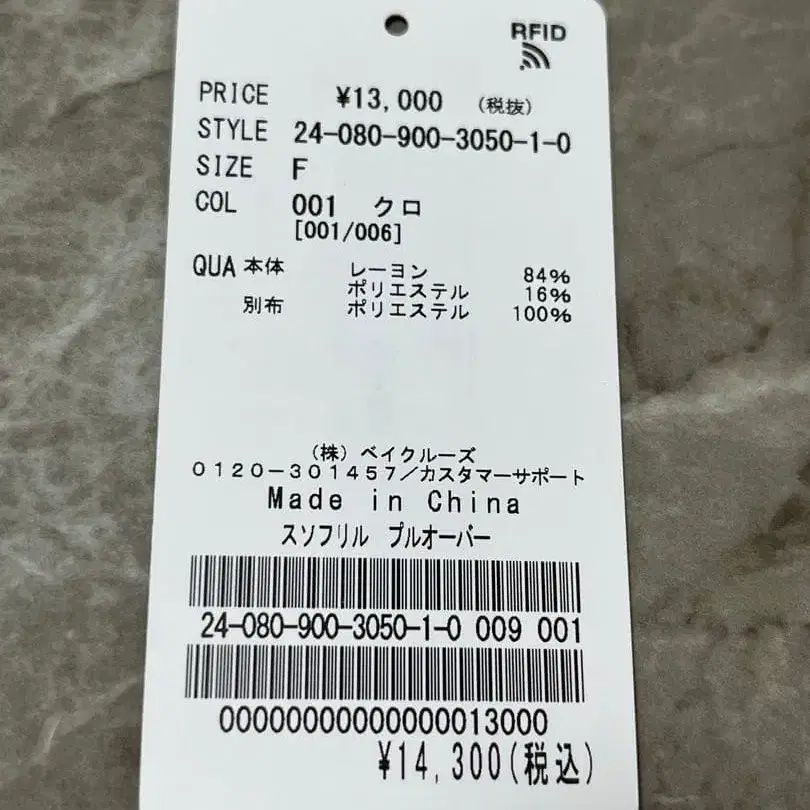 RFID
PRICE ¥13,000 (税抜)
STYLE 24-080-900-3050-1-0
SIZE F
COL 001 クロ
[001/006]
QUA 本体 レーヨン 84%
ポリエステル 16%
別布 ポリエステル 100%
(株)ベイクルーズ
0120-301457/カスタマーサポート
Made in China
スソフリル プルオーバー
24-080-900-3050-1-0 009 001
00000000000000013000
¥14,300(税込)